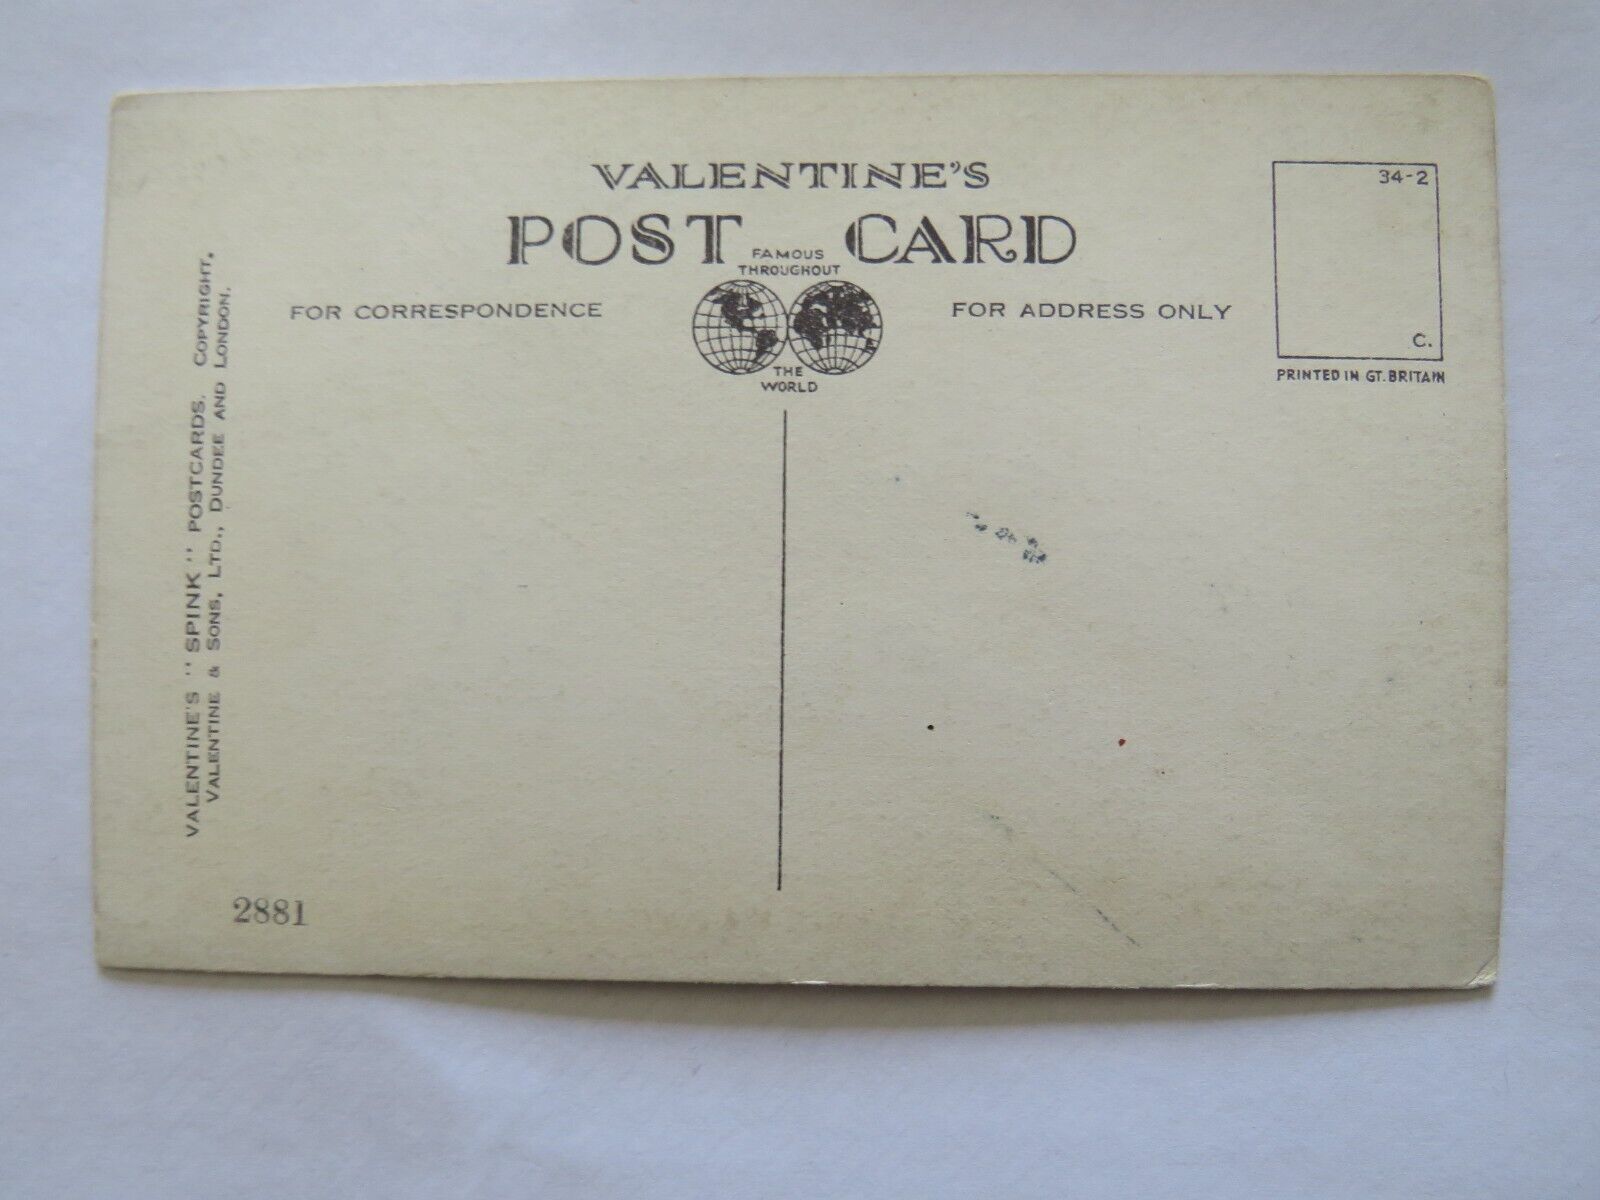 VALENTINE'S
POST CARD
FAMOUS
THROUGHOUT
THE
WORLD
FOR CORRESPONDENCE
FOR ADDRESS ONLY
34-2
C.
PRINTED IN GT. BRITAIN
VALENTINE'S "SPINK" POSTCARDS. COPYRIGHT.
VALENTINE & SONS, LTD., DUNDEE AND LONDON.
2881